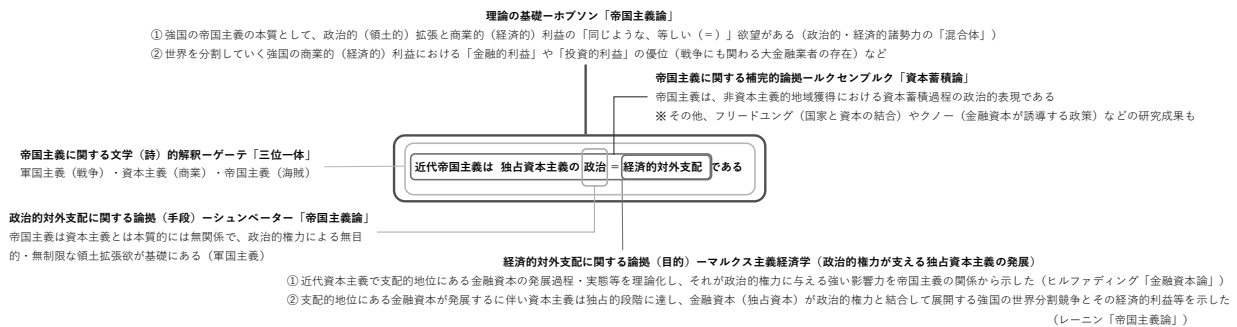 理論の基礎ーホブソン「帝国主義論」
① 強国の帝国主義の本質として、政治的（領土的）拡張と商業的（経済的）利益の「同じような、等しい（＝）」欲望がある（政治的・経済的諸勢力の「混合体」）
② 世界を分割していく強国の商業的（経済的）利益における「金融的利益」や「投資的利益」の優位（戦争にも関わる大金融業者の存在）など
帝国主義に関する補完的論拠ールクセンブルク「資本蓄積論」
帝国主義は、非資本主義的地域獲得における資本蓄積過程の政治的表現である
※ その他、フリードユング（国家と資本の結合）やクノー（金融資本が誘導する政策）などの研究成果も
帝国主義に関する文学（詩）的解釈ーゲーテ「三位一体」
軍国主義（戦争）・資本主義（商業）・帝国主義（海賊）
近代帝国主義は 独占資本主義の 政治 ＝ 経済的対外支配 である
政治的対外支配に関する論拠（手段）ーシュンペーター「帝国主義論」
帝国主義は資本主義とは本質的には無関係で、政治的権力による無目
的・無制限な領土拡張欲が基礎にある（軍国主義）
経済的対外支配に関する論拠（目的）ーマルクス主義経済学（政治的権力が支える独占資本主義の発展）
① 近代資本主義で支配的地位にある金融資本の発展過程・実態等を理論化し、それが政治的権力に与える強い影響力を帝国主義の関係から示した（ヒルファディング「金融資本論」）
② 支配的地位にある金融資本が発展するに伴い資本主義は独占的段階に達し、金融資本（独占資本）が政治的権力と結合して展開する強国の世界分割競争とその経済的利益等を示した
（レーニン「帝国主義論」）